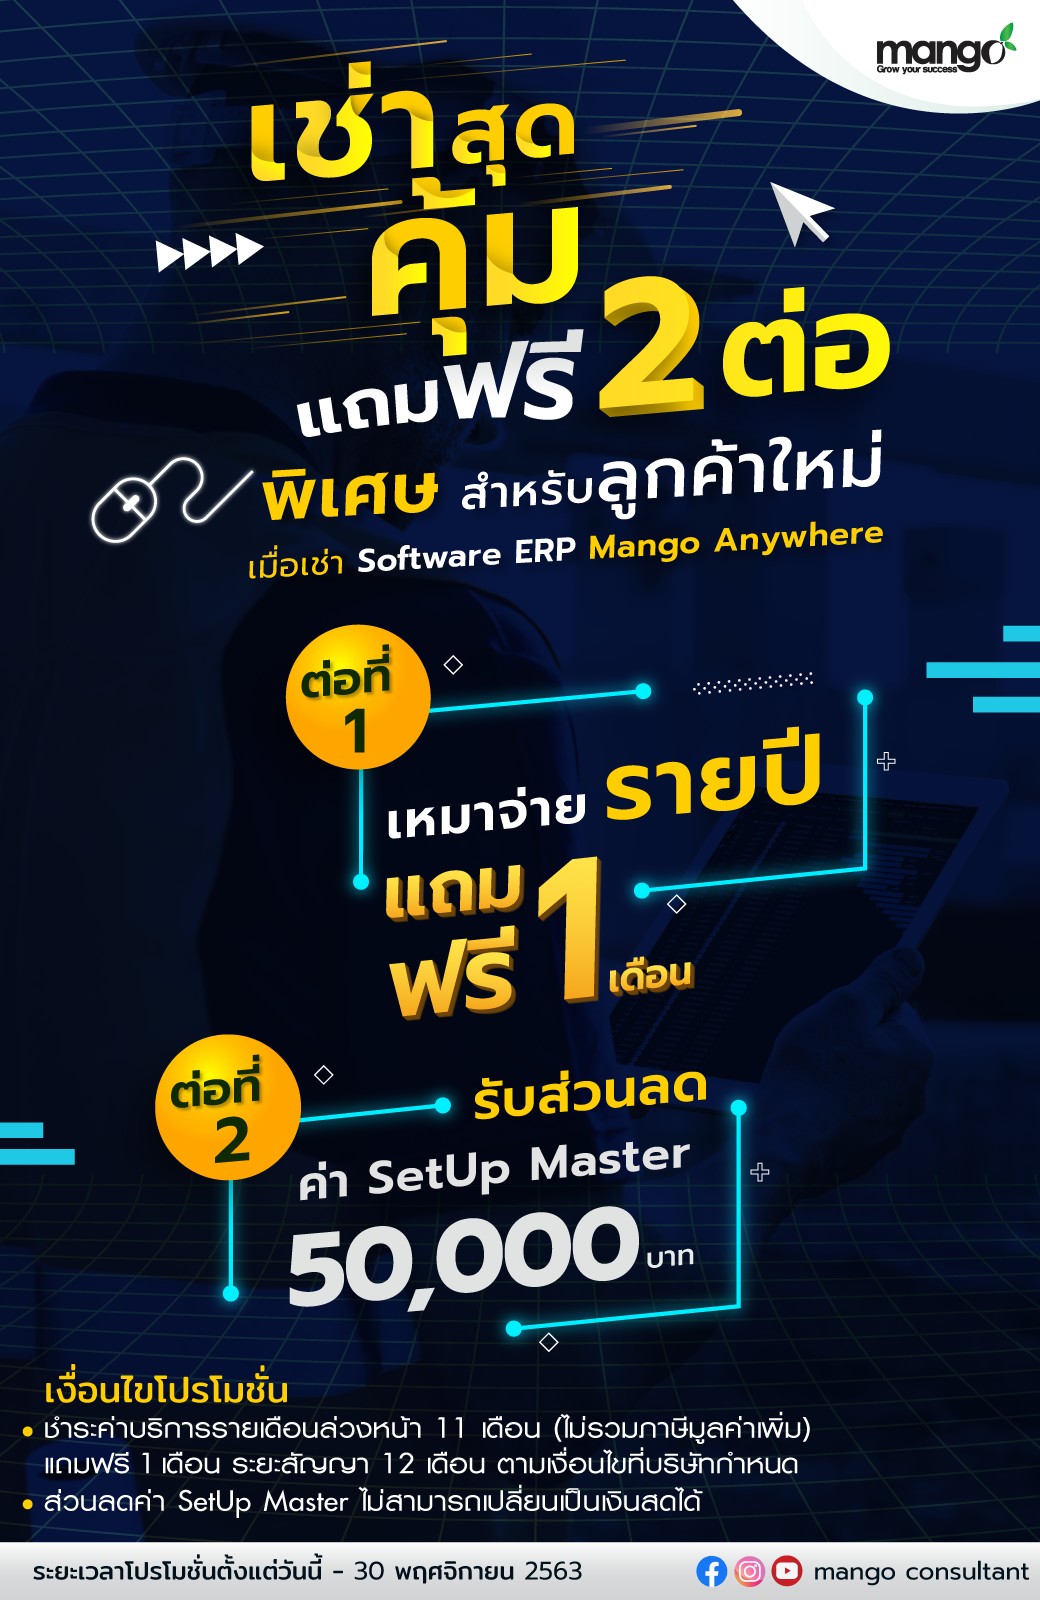 mango
Grow your success
เช่าสุด
คุ้ม
แถมฟรี 2 ต่อ
พิเศษ สำหรับลูกค้าใหม่
เมื่อเช่า Software ERP Mango Anywhere
ต่อที่
1
เหมาจ่าย รายปี
แถม
ฟรี 1 เดือน
ต่อที่
2
รับส่วนลด
ค่า SetUp Master
50,000 บาท
เงื่อนไขโปรโมชั่น
• ชำระค่าบริการรายเดือนล่วงหน้า 11 เดือน (ไม่รวมภาษีมูลค่าเพิ่ม)
แถมฟรี 1 เดือน ระยะสัญญา 12 เดือน ตามเงื่อนไขที่บริษัทกำหนด
• ส่วนลดค่า SetUp Master ไม่สามารถเปลี่ยนเป็นเงินสดได้
ระยะเวลาโปรโมชั่นตั้งแต่วันนี้ - 30 พฤศจิกายน 2563
mango consultant